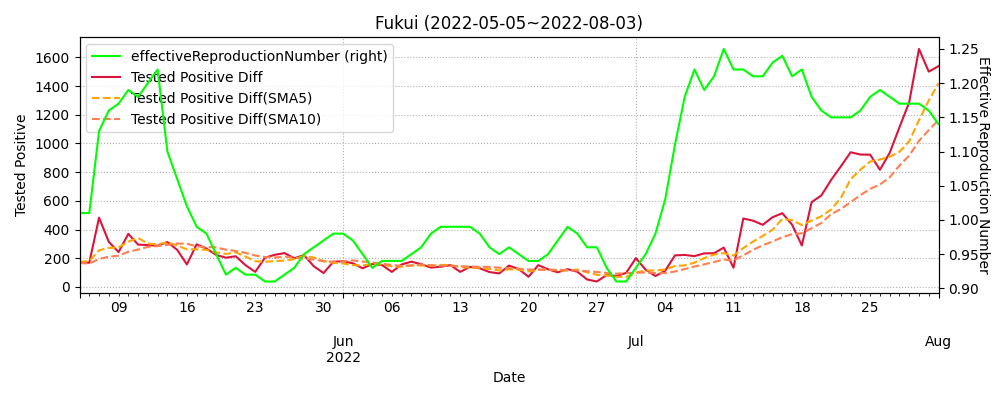 Fukui (2022-05-05~2022-08-03)
effectiveReproductionNumber (right)
Tested Positive Diff
Tested Positive Diff(SMA5)
Tested Positive Diff(SMA10)
Tested Positive
1600
1400
1200
1000
800
600
400
200
0
1.25
1.20
1.15
1.10
1.05
1.00
0.95
0.90
Effective Reproduction Number
09 16 23 30 06 13 20 27 04 11 18 25
Jun Jul Aug
2022
Date